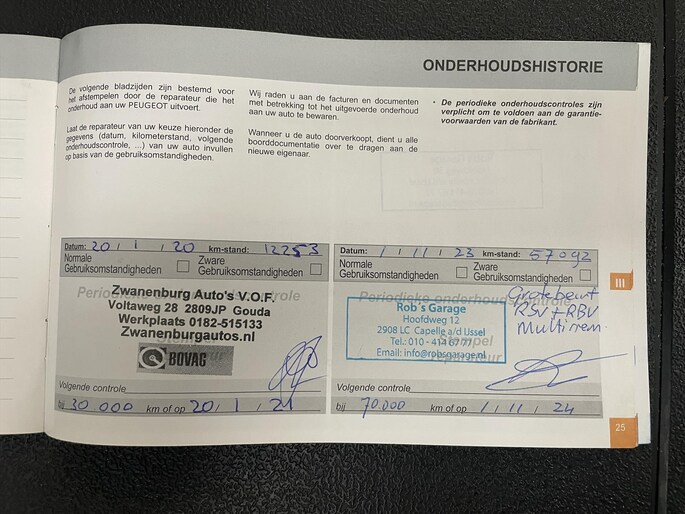 ONDERHOUDSHISTORIE
De volgende bladzijden zijn bestemd voor
het afstempelen door de reparateur die het
onderhoud aan uw PEUGEOT uitvoert.
Laat de reparateur van uw keuze hieronder de
gegevens (datum, kilometerstand, volgende
onderhoudscontrole, ...) van uw auto invullen
op basis van de gebruiksomstandigheden.
Wij raden u aan de facturen en documenten
met betrekking tot het uitgevoerde onderhoud
aan uw auto te bewaren.
Wanneer u de auto doorverkoopt, dient u alle
boorddocumentatie over te dragen aan de
nieuwe eigenaar.
• De periodieke onderhoudscontroles zijn
verplicht om te voldoen aan de garantie-
voorwaarden van de fabrikant.
Datum: 20 / 1 / 20 km-stand: 12253
Normale
Gebruiksomstandigheden
Zware
Gebruiksomstandigheden
Zwanenburg Auto's V.O.F.
Voltaweg 28 2809JP Gouda
Werkplaats 0182-515133
Zwanenburgautos.nl
BOVAG
Volgende controle
bij 30 000 km of op 20 / 1 / 21
Datum: 1 / 11 / 23 km-stand: 57092
Normale
Gebruiksomstandigheden
Zware
Gebruiksomstandigheden
Periodieke onderhoudscontrole
Rob's Garage
Hoofdweg 12
2908 LC Capelle a/d IJssel
Tel.: 010 -
Email: info@robsgarage.nl
Stempel
reparateur
Grote beurt
RSV + RBV
Multiriem
Volgende controle
bij 70000 km of op 1 / 11 / 24
III
25